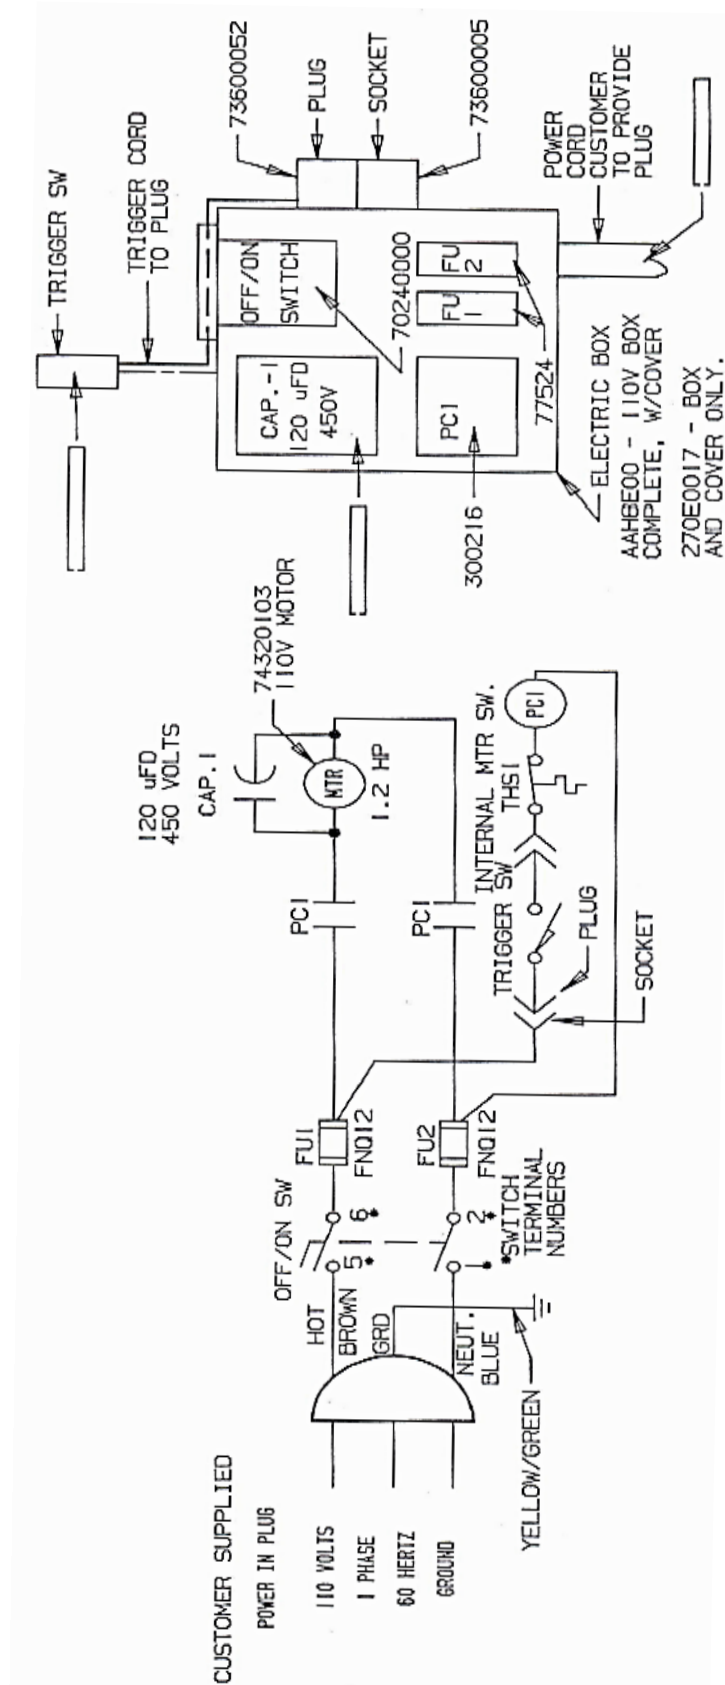 CUSTOMER SUPPLIED
POWER IN PLUG
110 VOLTS
1 PHASE
60 HERTZ
GROUND
HOT
BROWN
GRD
NEUT.
BLUE
YELLOW/GREEN
OFF/ON SW
5*
6*
1*
2*
*SWITCH
TERMINAL
NUMBERS
FU1
FNQ12
FU2
FNQ12
PC1
PC1
120 uFD
450 VOLTS
CAP.1
MTR
1.2 HP
74320103
110V MOTOR
TRIGGER SW
INTERNAL MTR SW.
THS1
PC1
PLUG
SOCKET
TRIGGER SW
TRIGGER CORD
TO PLUG
CAP.-1
120 uFD
450V
OFF/ON
SWITCH
73600052
PLUG
SOCKET
73600005
PC1
FU
1
FU
2
70240000
300216
77524
POWER
CORD
CUSTOMER
TO PROVIDE
PLUG
ELECTRIC BOX
AAHBE00 - 110V BOX
COMPLETE, W/COVER
270E0017 - BOX
AND COVER ONLY.